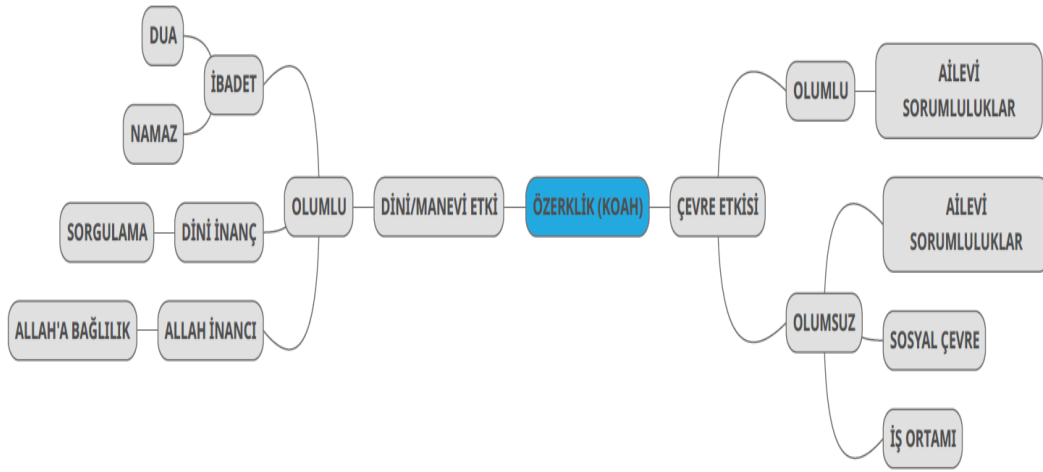 DUA
İBADET
NAMAZ
OLUMLU
DİNİ/MANEVİ ETKİ
SORGULAMA
DİNİ İNANÇ
ALLAH'A BAĞLILIK
ALLAH İNANCI
ÖZERKLİK (KOAH)
ÇEVRE ETKİSİ
OLUMLU
AİLEVİ
SORUMLULUKLAR
OLUMSUZ
AİLEVİ
SORUMLULUKLAR
SOSYAL ÇEVRE
İŞ ORTAMI